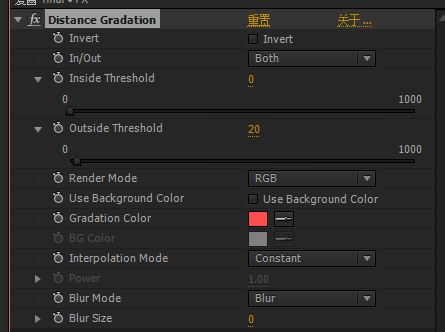 fx Distance Gradation 重置 关于 ...
Invert Invert
In/Out Both
Inside Threshold 0
0 1000
Outside Threshold 20
0 1000
Render Mode RGB
Use Background Color Use Background Color
Gradation Color
BG Color
Interpolation Mode Constant
Power 1.00
Blur Mode Blur
Blur Size 0